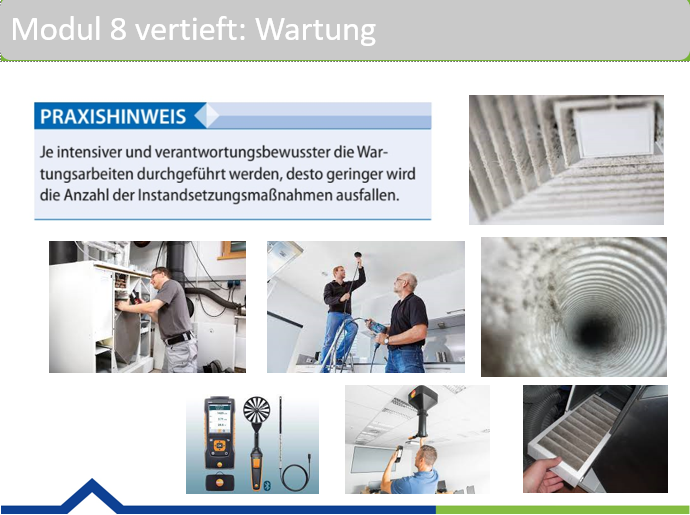 Modul 8 vertieft: Wartung
PRAXISHINWEIS
Je intensiver und verantwortungsbewusster die War-
tungsarbeiten durchgeführt werden, desto geringer wird
die Anzahl der Instandsetzungsmaßnahmen ausfallen.